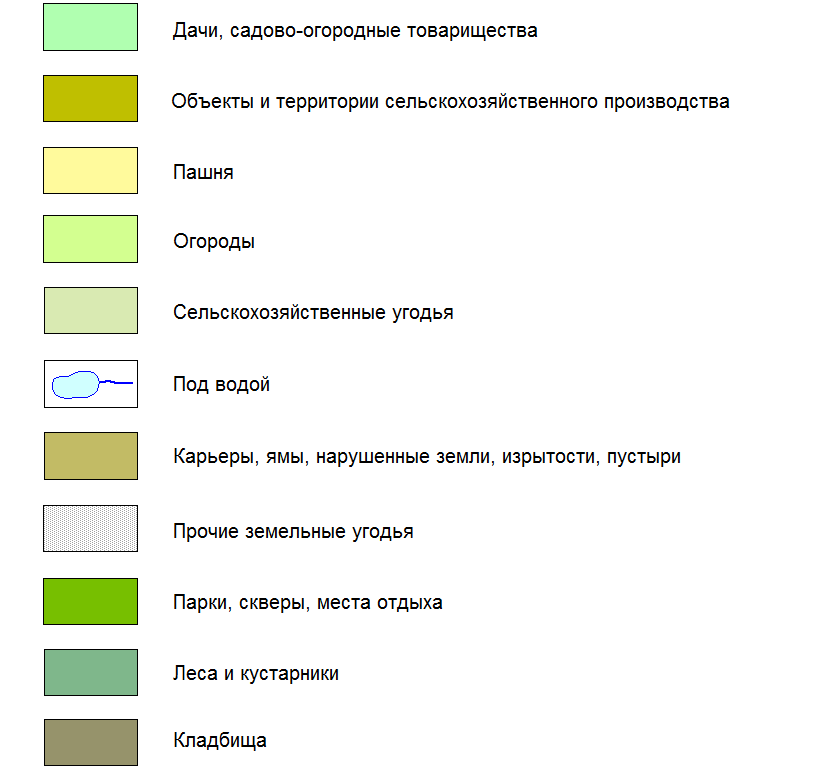 Дачи, садово-огородные товарищества
Объекты и территории сельскохозяйственного производства
Пашня
Огороды
Сельскохозяйственные угодья
Под водой
Карьеры, ямы, нарушенные земли, изрытости, пустыри
Прочие земельные угодья
Парки, скверы, места отдыха
Леса и кустарники
Кладбища